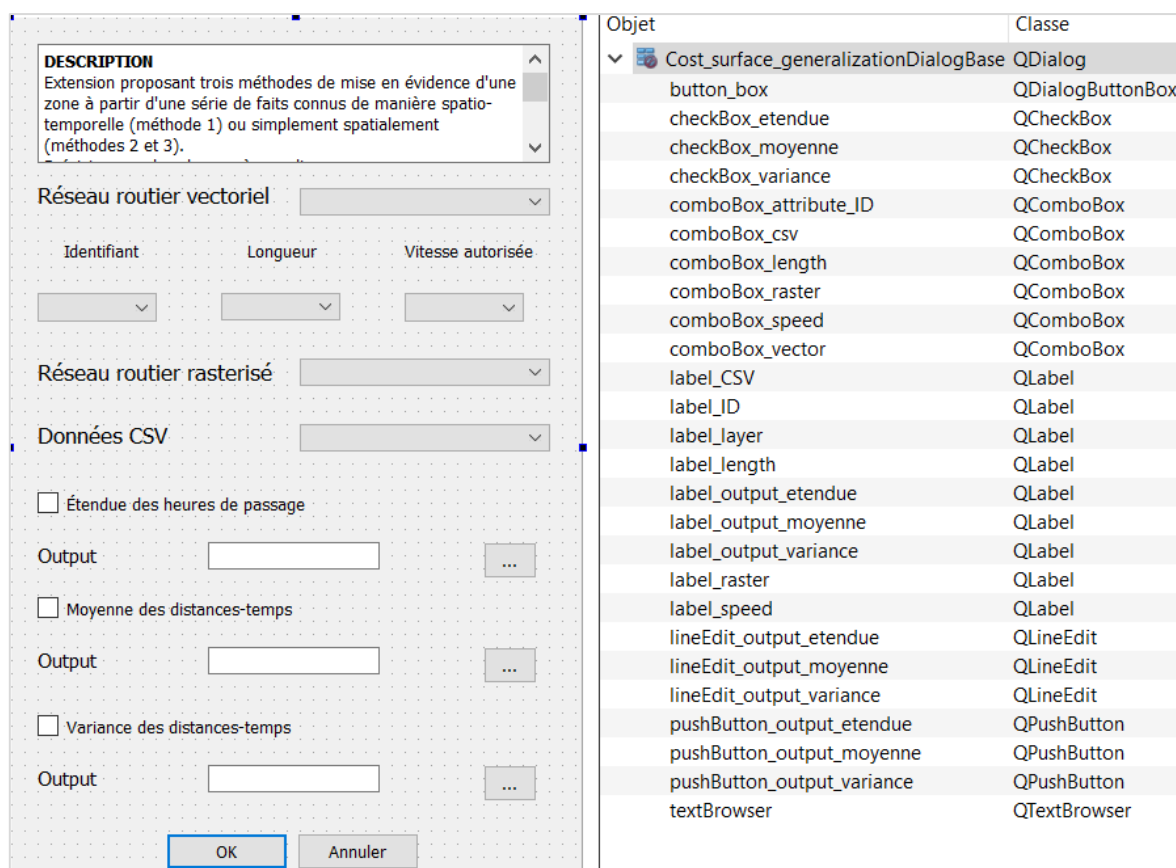 DESCRIPTION
Extension proposant trois méthodes de mise en évidence d'une
zone à partir d'une série de faits connus de manière spatio-
temporelle (méthode 1) ou simplement spatialement
(méthodes 2 et 3).
Réseau routier vectoriel
Identifiant Longueur Vitesse autorisée
Réseau routier rasterisé
Données CSV
Étendue des heures de passage
Output ...
Moyenne des distances-temps
Output ...
Variance des distances-temps
Output ...
OK Annuler
Objet Classe
Cost_surface_generalizationDialogBase QDialog
button_box QDialogButtonBox
checkBox_etendue QCheckBox
checkBox_moyenne QCheckBox
checkBox_variance QCheckBox
comboBox_attribute_ID QComboBox
comboBox_csv QComboBox
comboBox_length QComboBox
comboBox_raster QComboBox
comboBox_speed QComboBox
comboBox_vector QComboBox
label_CSV QLabel
label_ID QLabel
label_layer QLabel
label_length QLabel
label_output_etendue QLabel
label_output_moyenne QLabel
label_output_variance QLabel
label_raster QLabel
label_speed QLabel
lineEdit_output_etendue QLineEdit
lineEdit_output_moyenne QLineEdit
lineEdit_output_variance QLineEdit
pushButton_output_etendue QPushButton
pushButton_output_moyenne QPushButton
pushButton_output_variance QPushButton
textBrowser QTextBrowser